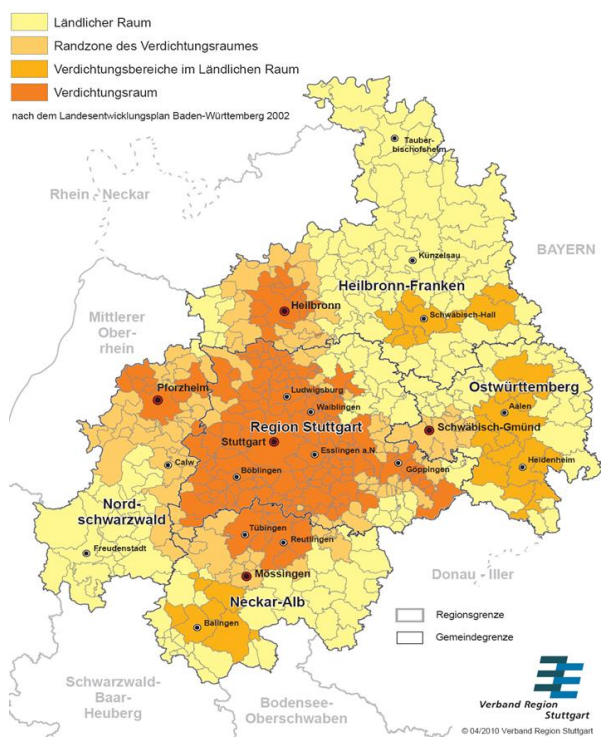 Ländlicher Raum
Randzone des Verdichtungsraumes
Verdichtungsbereiche im Ländlichen Raum
Verdichtungsraum
nach dem Landesentwicklungsplan Baden-Württemberg 2002
Tauber-
bischofsheim
Rhein - Neckar
BAYERN
Künzelsau
Heilbronn-Franken
Heilbronn
Schwäbisch-Hall
Mittlerer
Ober-
rhein
Pforzheim
Ludwigsburg
Waiblingen
Ostwürttemberg
Aalen
Region Stuttgart
Schwäbisch-Gmünd
Stuttgart
Esslingen a.N.
Göppingen
Heidenheim
Calw
Böblingen
Nord-
schwarzwald
Freudenstadt
Tübingen
Reutlingen
Mössingen
Donau - Iller
Neckar-Alb
Balingen
Regionsgrenze
Gemeindegrenze
Schwarzwald-
Baar-
Heuberg
Bodensee-
Oberschwaben
Verband Region
Stuttgart
© 04/2010 Verband Region Stuttgart